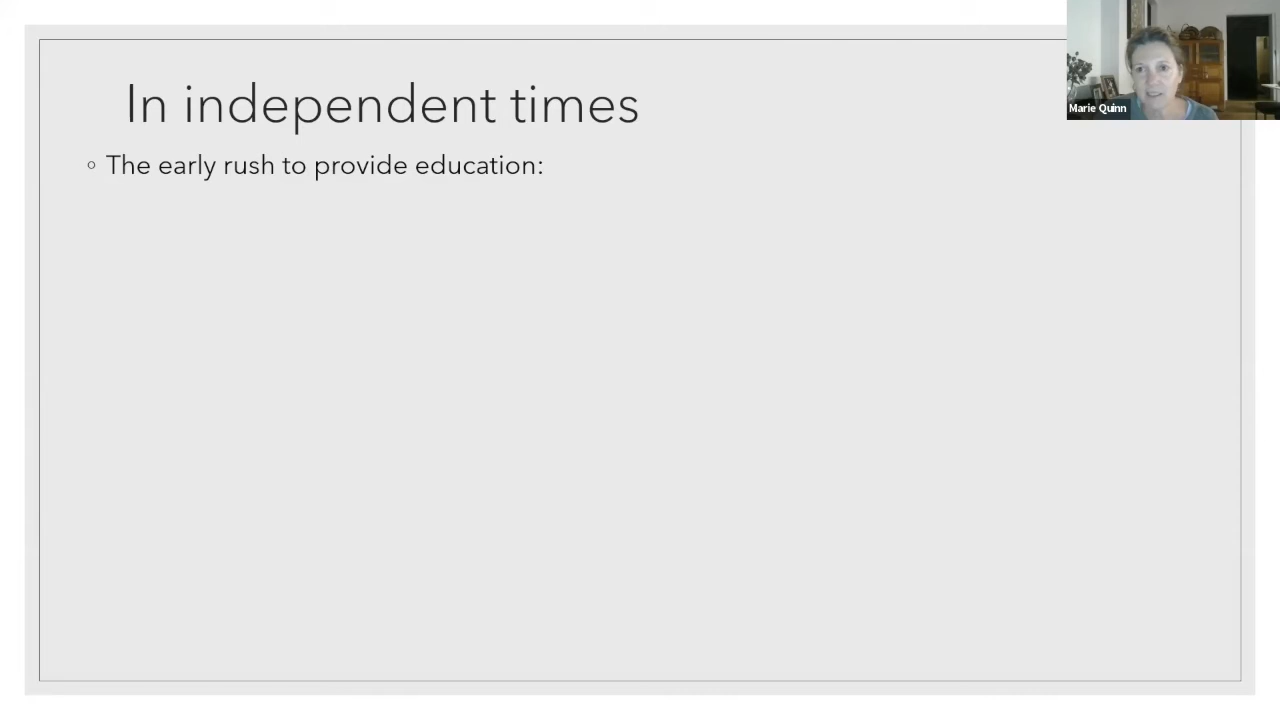 In independent times
◦ The early rush to provide education:
Marie Quinn